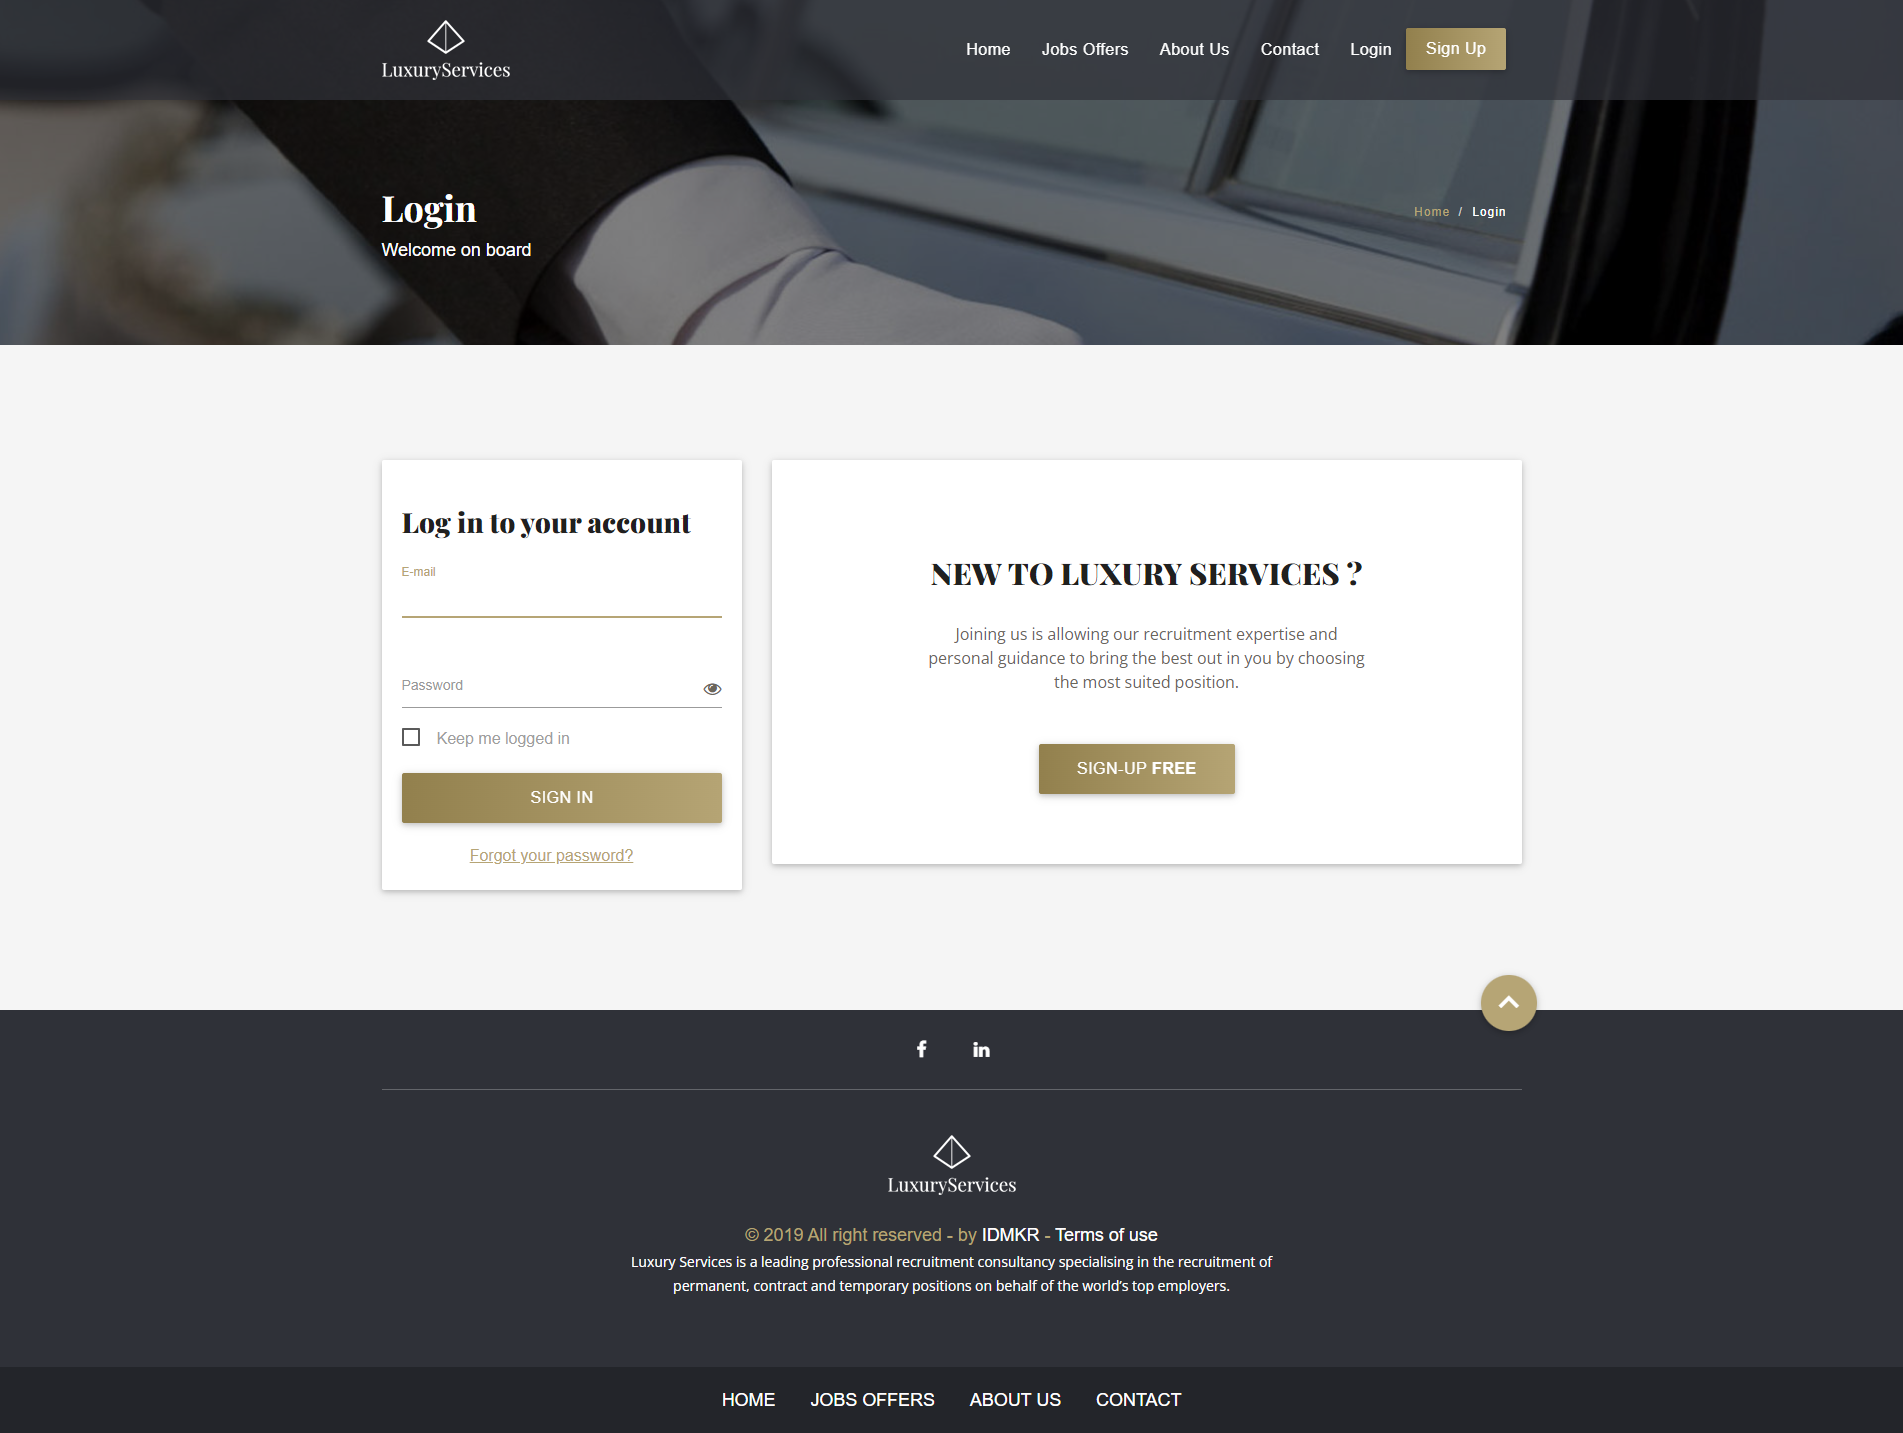 LuxuryServices
Home
Jobs Offers
About Us
Contact
Login
Sign Up
Login
Welcome on board
Home / Login
Log in to your account
E-mail
Password
Keep me logged in
SIGN IN
Forgot your password?
NEW TO LUXURY SERVICES ?
Joining us is allowing our recruitment expertise and
personal guidance to bring the best out in you by choosing
the most suited position.
SIGN-UP FREE
LuxuryServices
© 2019 All right reserved - by IDMKR - Terms of use
Luxury Services is a leading professional recruitment consultancy specialising in the recruitment of
permanent, contract and temporary positions on behalf of the world’s top employers.
HOME
JOBS OFFERS
ABOUT US
CONTACT